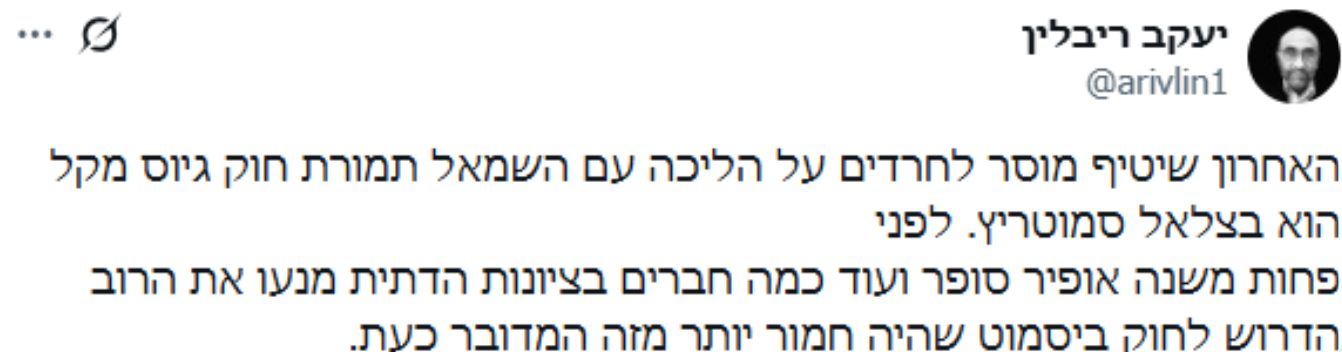 יעקב ריבלין
@arivlin1
האחרון שיטיף מוסר לחרדים על הליכה עם השמאל תמורת חוק גיוס מקל
הוא בצלאל סמוטריץ. לפני
פחות משנה אופיר סופר ועוד כמה חברים בציונות הדתית מנעו את הרוב
הדרוש לחוק ביסמוט שהיה חמור יותר מזה המדובר כעת.